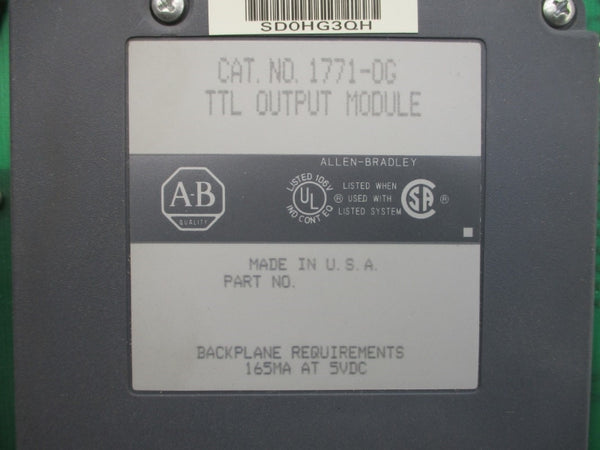 SD0HG3QH
CAT. NO. 1771-OG
TTL OUTPUT MODULE
ALLEN-BRADLEY
A-B
QUALITY
LISTED 106V
UL
IND CONT EQ
®
LISTED WHEN
USED WITH
LISTED SYSTEM
SA
®
MADE IN U.S.A.
PART NO.
BACKPLANE REQUIREMENTS
165MA AT 5VDC